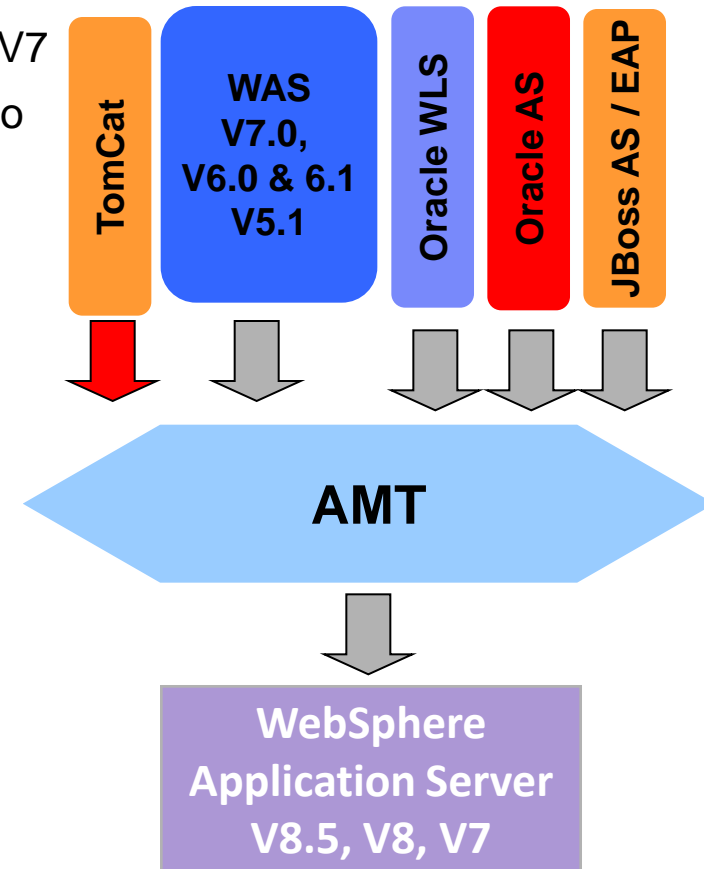 V7
o
TomCat
WAS
V7.0,
V6.0 & 6.1
V5.1
Oracle WLS
Oracle AS
JBoss AS / EAP
AMT
WebSphere
Application Server
V8.5, V8, V7